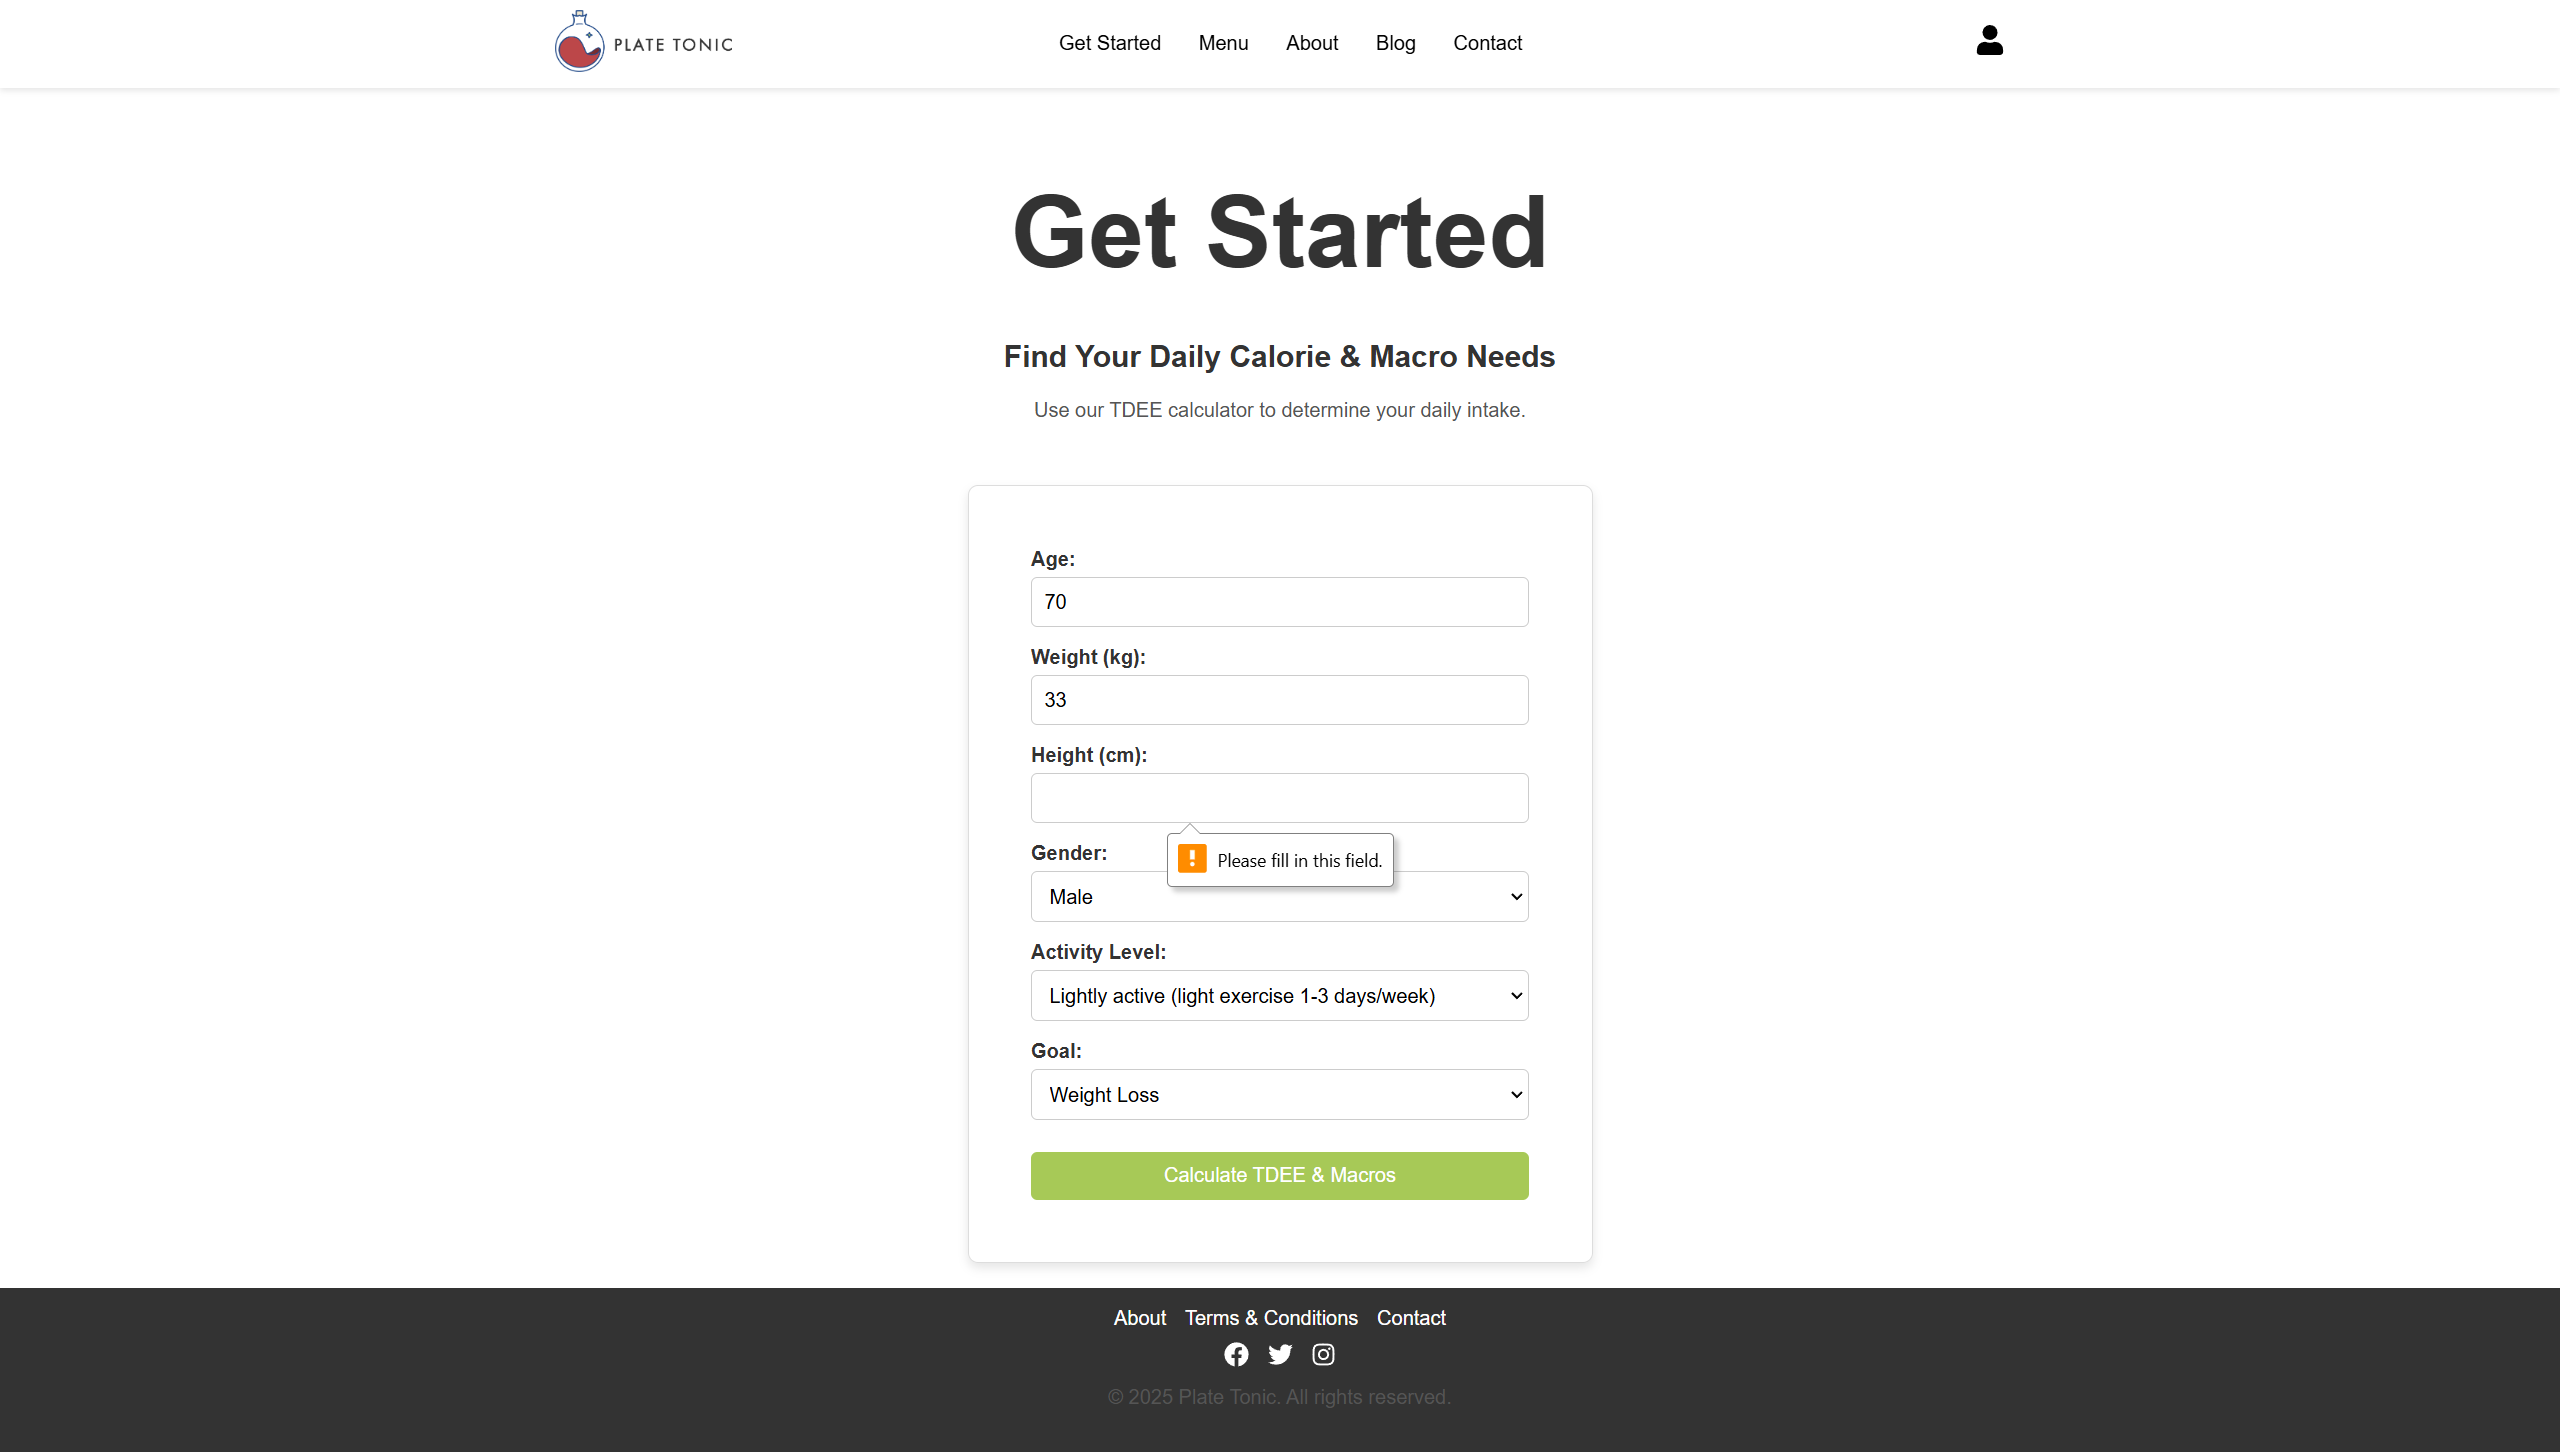 PLATE TONIC
Get Started Menu About Blog Contact
Get Started
Find Your Daily Calorie & Macro Needs
Use our TDEE calculator to determine your daily intake.
Age:
70
Weight (kg):
33
Height (cm):
Please fill in this field.
Gender:
Male
Activity Level:
Lightly active (light exercise 1-3 days/week)
Goal:
Weight Loss
Calculate TDEE & Macros
About Terms & Conditions Contact
© 2025 Plate Tonic. All rights reserved.